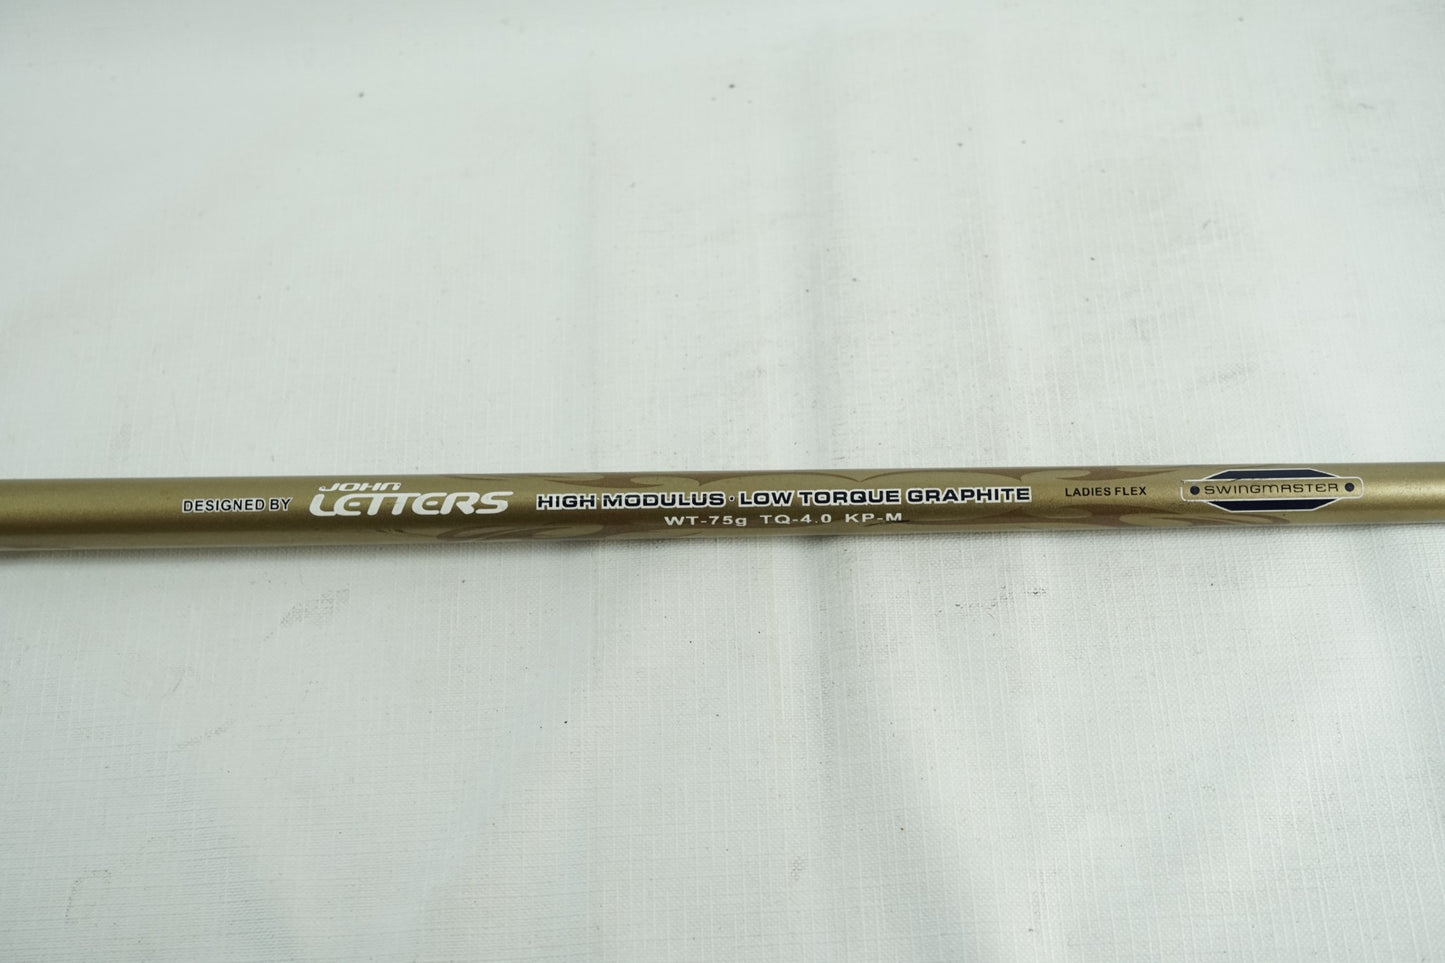 DESIGNED BY JOHN LETTERS HIGH MODULUS · LOW TORQUE GRAPHITE LADIES FLEX • SWINGMASTER •
WT-75g TQ-4.0 KP-M